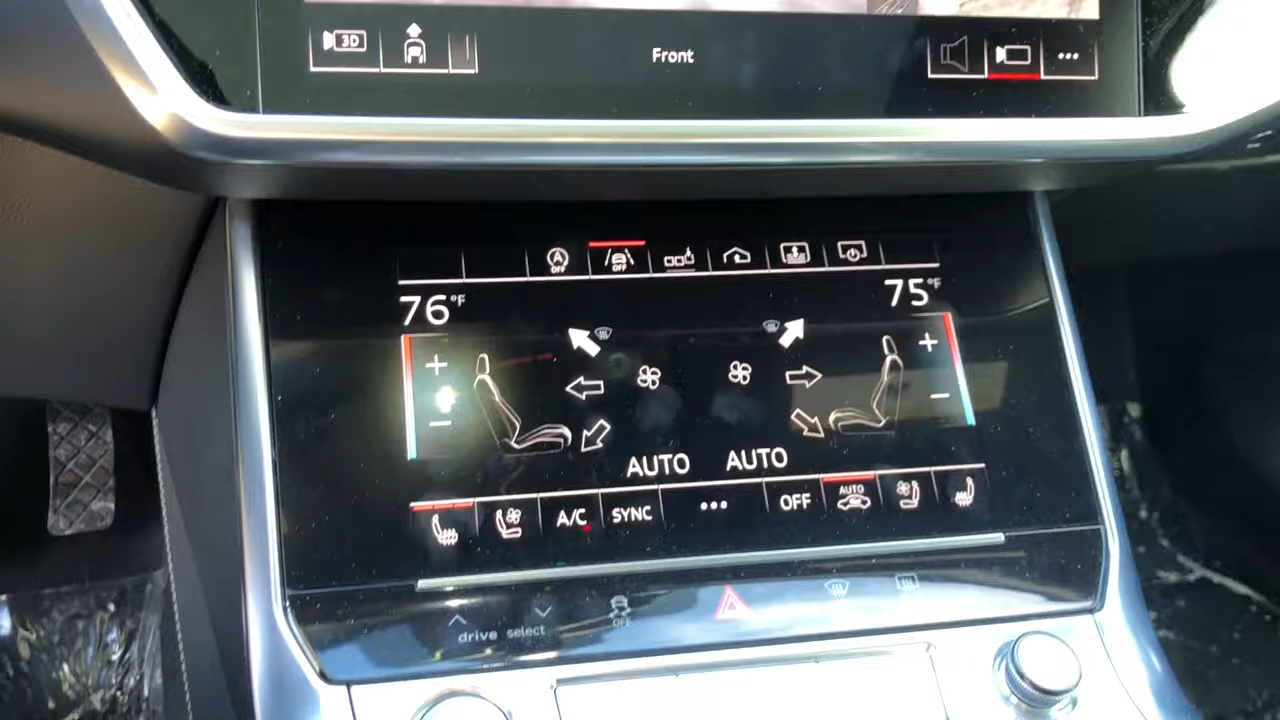 3D
Front
A
OFF
OFF
76°F
75°F
+
+
−
−
AUTO AUTO
A/C SYNC ••• OFF AUTO
drive select
OFF